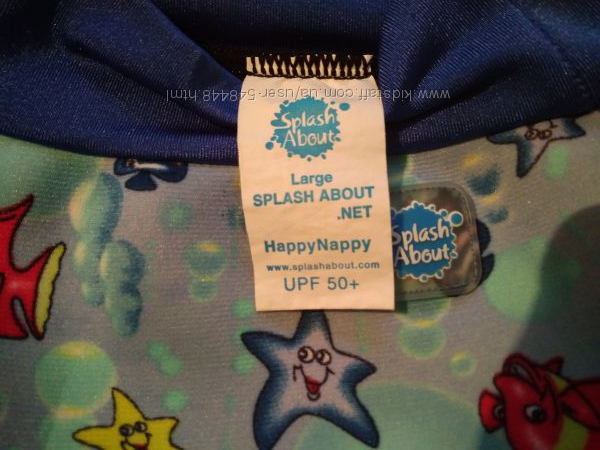 www.kidstaff.com.ua/user-548448.html
Splash
About
Large
SPLASH ABOUT
.NET
HappyNappy
www.splashabout.com
UPF 50+
Splash
About